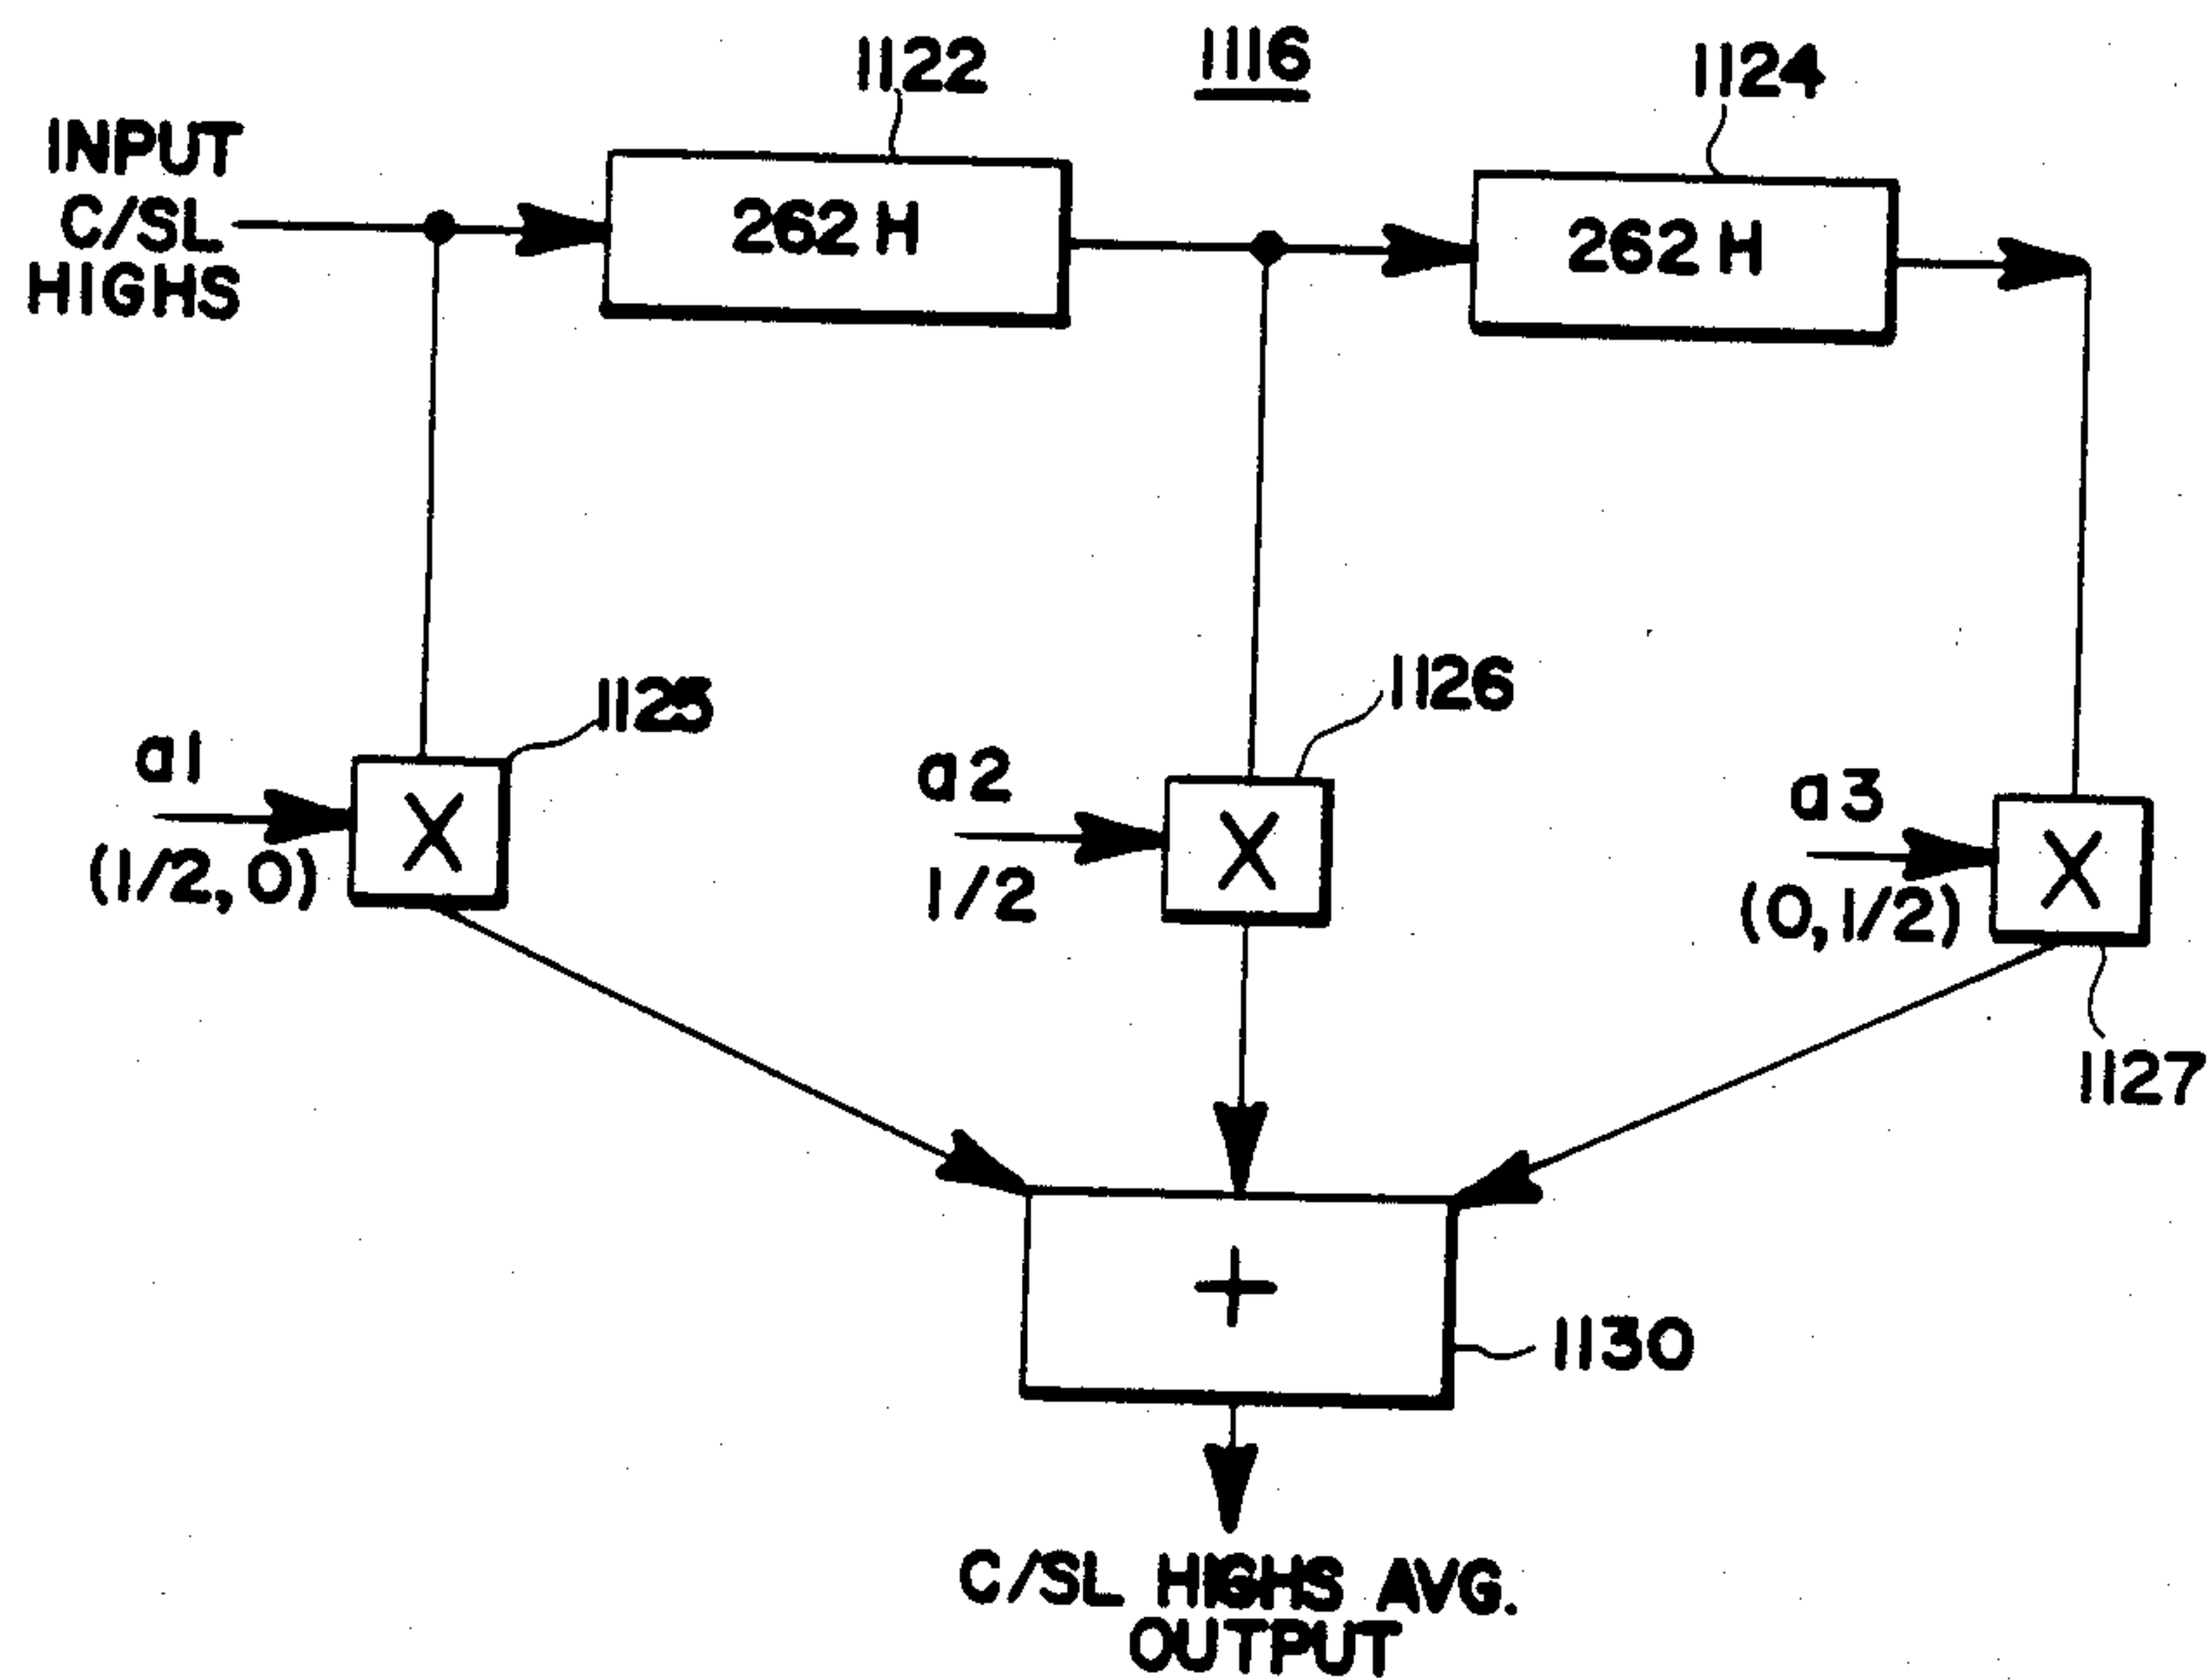 1122
1116
1124
INPUT
C/SL
HIGHS
262 H
262 H
1126
a1
(1/2, 0)
X
a2
1/2
X
a3
(0, 1/2)
X
1127
+
1130
C/SL HIGHS AVG.
OUTPUT